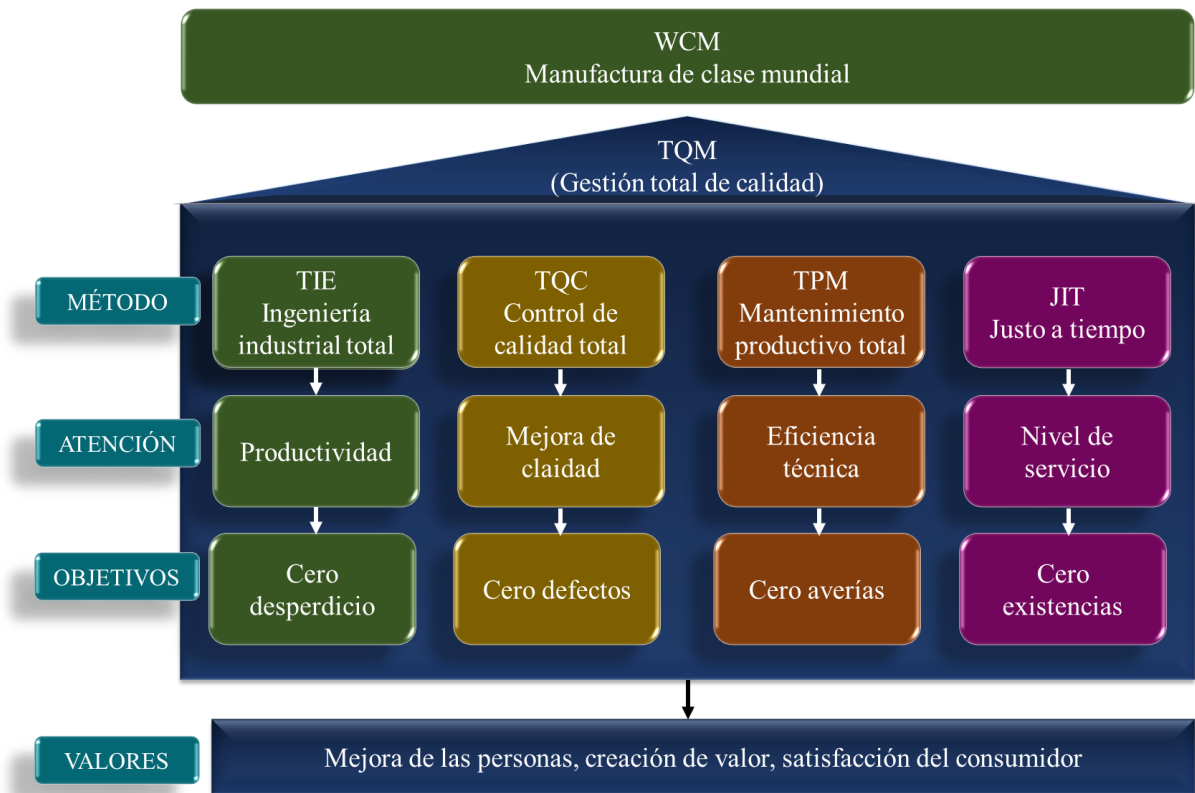 WCM
Manufactura de clase mundial
TQM
(Gestión total de calidad)
MÉTODO
TIE
Ingeniería
industrial total
TQC
Control de
calidad total
TPM
Mantenimiento
productivo total
JIT
Justo a tiempo
ATENCIÓN
Productividad
Mejora de
claidad
Eficiencia
técnica
Nivel de
servicio
OBJETIVOS
Cero
desperdicio
Cero defectos
Cero averías
Cero
existencias
VALORES
Mejora de las personas, creación de valor, satisfacción del consumidor